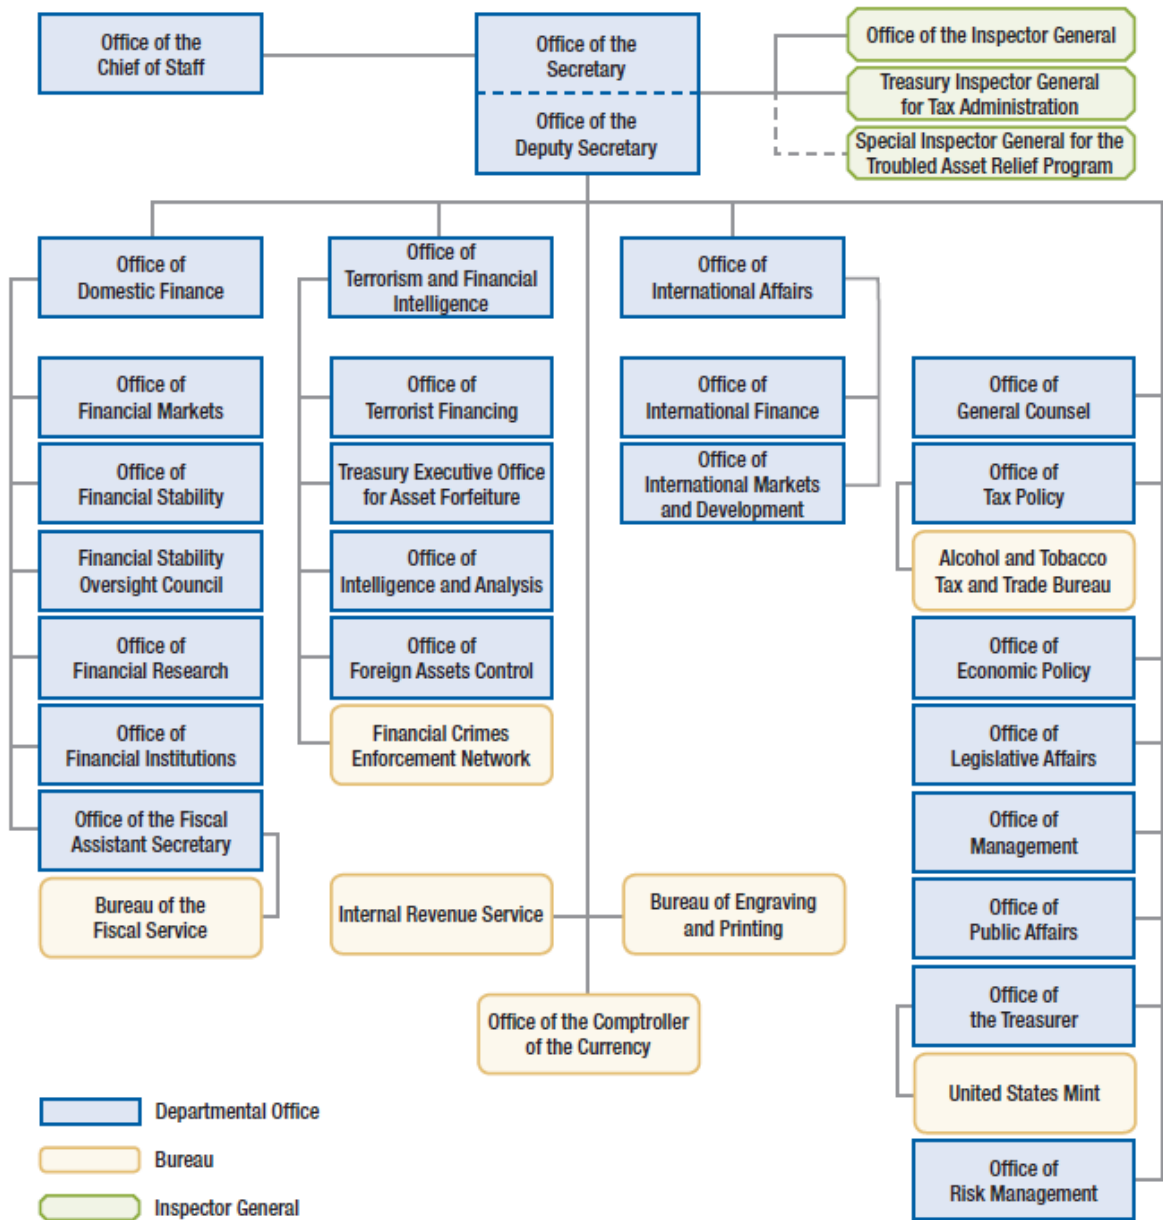 Office of the
Chief of Staff
Office of the
Secretary
Office of the
Deputy Secretary
Office of the Inspector General
Treasury Inspector General
for Tax Administration
Special Inspector General for the
Troubled Asset Relief Program
Office of
Domestic Finance
Office of
Terrorism and Financial
Intelligence
Office of
International Affairs
Office of
Financial Markets
Office of
Financial Stability
Financial Stability
Oversight Council
Office of
Financial Research
Office of
Financial Institutions
Office of the Fiscal
Assistant Secretary
Bureau of the
Fiscal Service
Office of
Terrorist Financing
Treasury Executive Office
for Asset Forfeiture
Office of
Intelligence and Analysis
Office of
Foreign Assets Control
Financial Crimes
Enforcement Network
Internal Revenue Service
Office of
International Finance
Office of
International Markets
and Development
Bureau of Engraving
and Printing
Office of the Comptroller
of the Currency
Office of
General Counsel
Office of
Tax Policy
Alcohol and Tobacco
Tax and Trade Bureau
Office of
Economic Policy
Office of
Legislative Affairs
Office of
Management
Office of
Public Affairs
Office of
the Treasurer
United States Mint
Office of
Risk Management
Departmental Office
Bureau
Inspector General